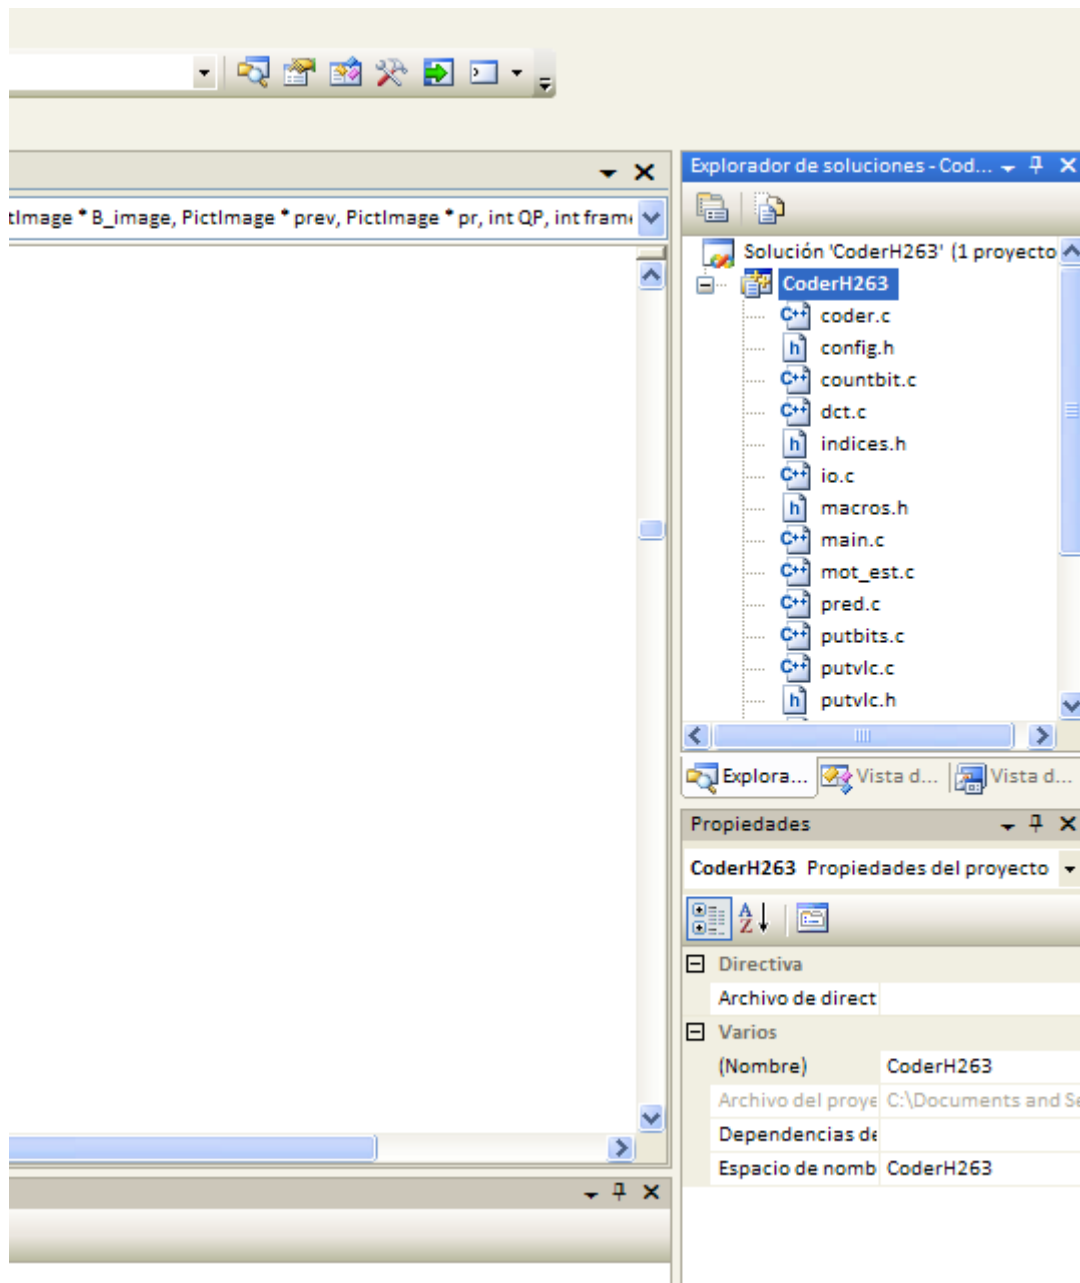 tImage * B_image, PictImage * prev, PictImage * pr, int QP, int frame
Explorador de soluciones - Cod...
Solución 'CoderH263' (1 proyecto
CoderH263
coder.c
config.h
countbit.c
dct.c
indices.h
io.c
macros.h
main.c
mot_est.c
pred.c
putbits.c
putvlc.c
putvlc.h
Explora... Vista d... Vista d...
Propiedades
CoderH263 Propiedades del proyecto
Directiva
Archivo de direct
Varios
(Nombre) CoderH263
Archivo del proye C:\Documents and Se
Dependencias de
Espacio de nomb CoderH263